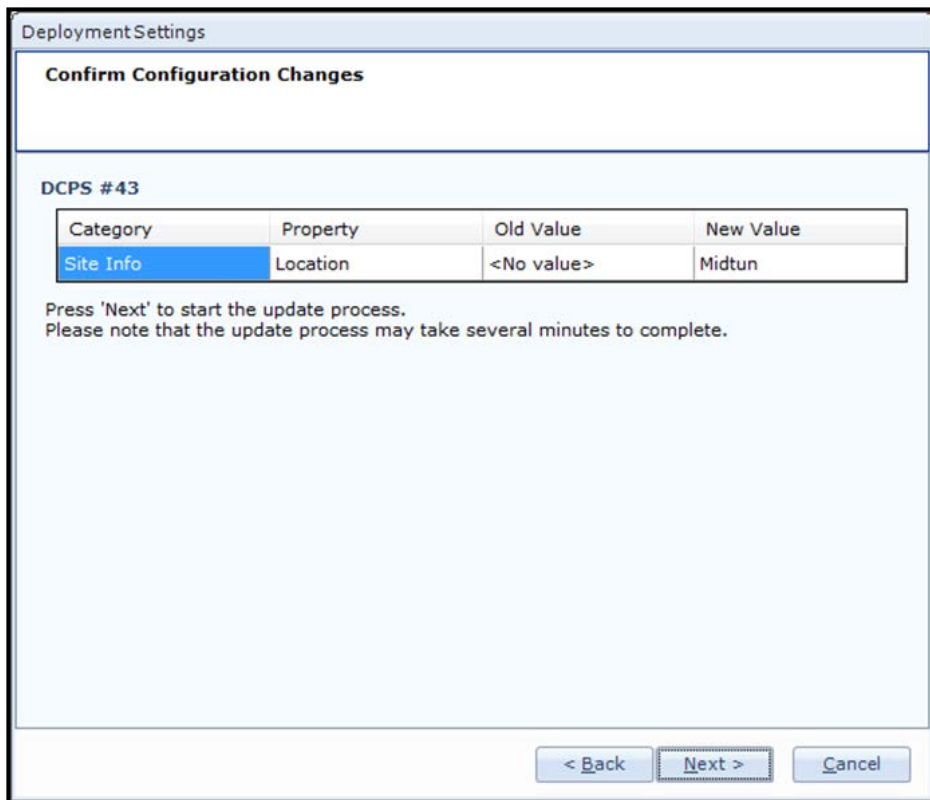 Deployment Settings
Confirm Configuration Changes
DCPS #43
Category Property Old Value New Value
Site Info Location <No value> Midtun
Press 'Next' to start the update process.
Please note that the update process may take several minutes to complete.
< Back Next > Cancel